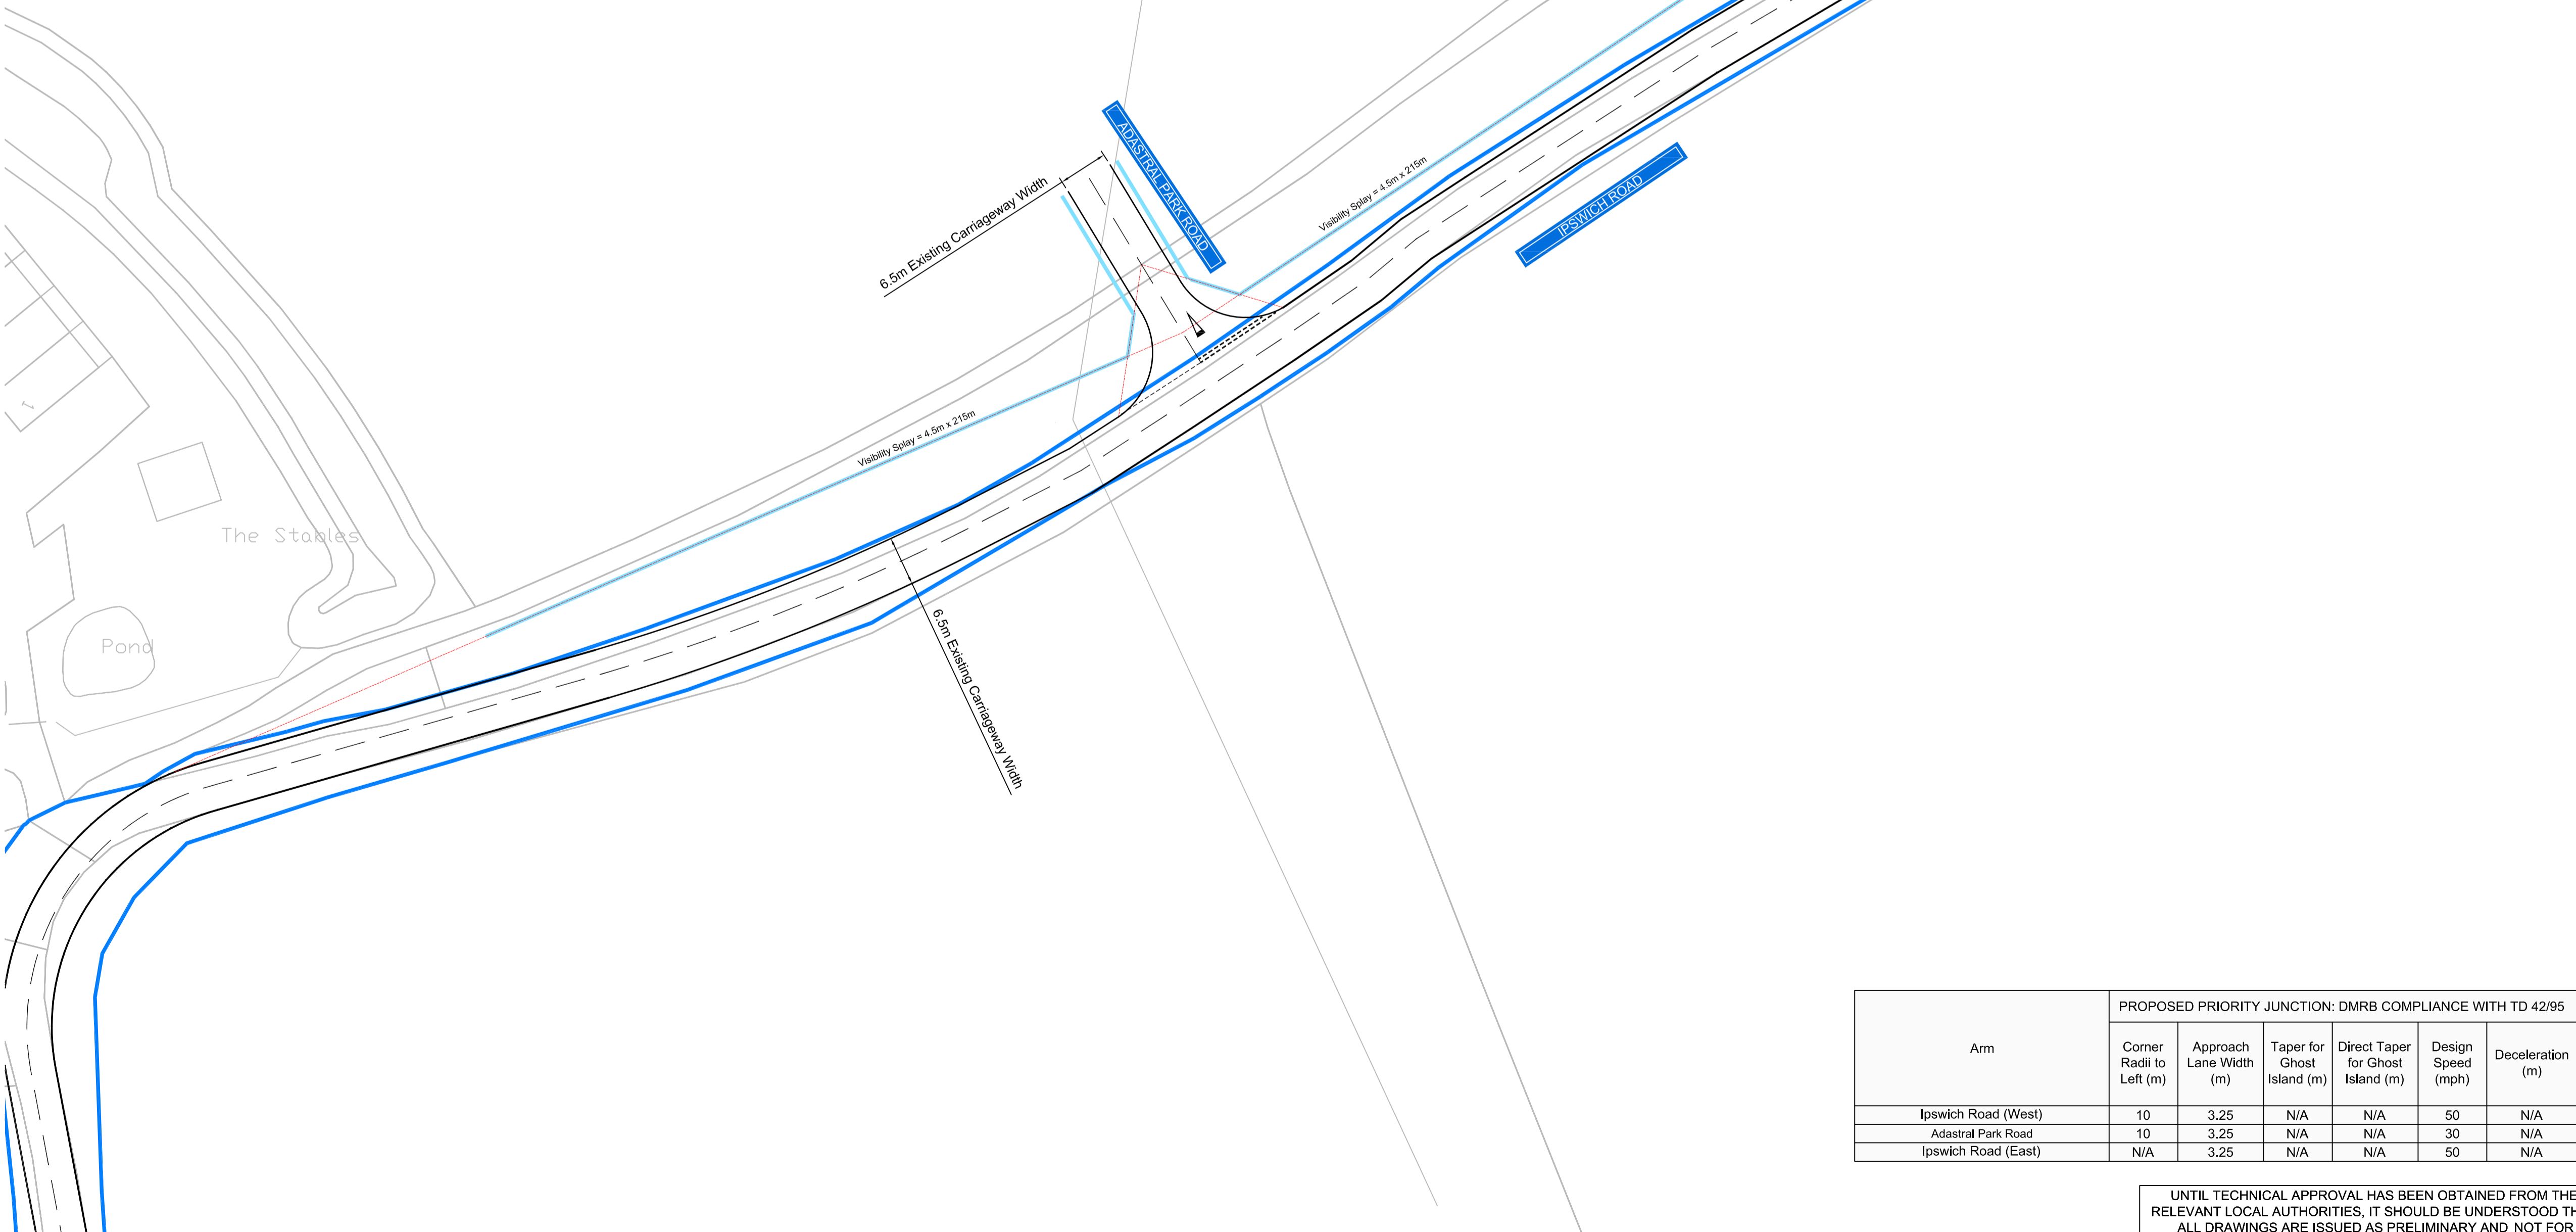 ADASTRAL PARK ROAD
6.5m Existing Carriageway Width
Visibility Splay = 4.5m x 215m
IPSWICH ROAD
Visibility Splay = 4.5m x 215m
1
The Stables
Pond
6.5m Existing Carriageway Width
PROPOSED PRIORITY JUNCTION: DMRB COMPLIANCE WITH TD 42/95
Arm
Corner
Radii to
Left (m)
Approach
Lane Width
(m)
Taper for
Ghost
Island (m)
Direct Taper
for Ghost
Island (m)
Design
Speed
(mph)
Deceleration
(m)
Ipswich Road (West) 10 3.25 N/A N/A 50 N/A
Adastral Park Road 10 3.25 N/A N/A 30 N/A
Ipswich Road (East) N/A 3.25 N/A N/A 50 N/A
UNTIL TECHNICAL APPROVAL HAS BEEN OBTAINED FROM THE
RELEVANT LOCAL AUTHORITIES, IT SHOULD BE UNDERSTOOD TH
ALL DRAWINGS ARE ISSUED AS PRELIMINARY AND NOT FOR